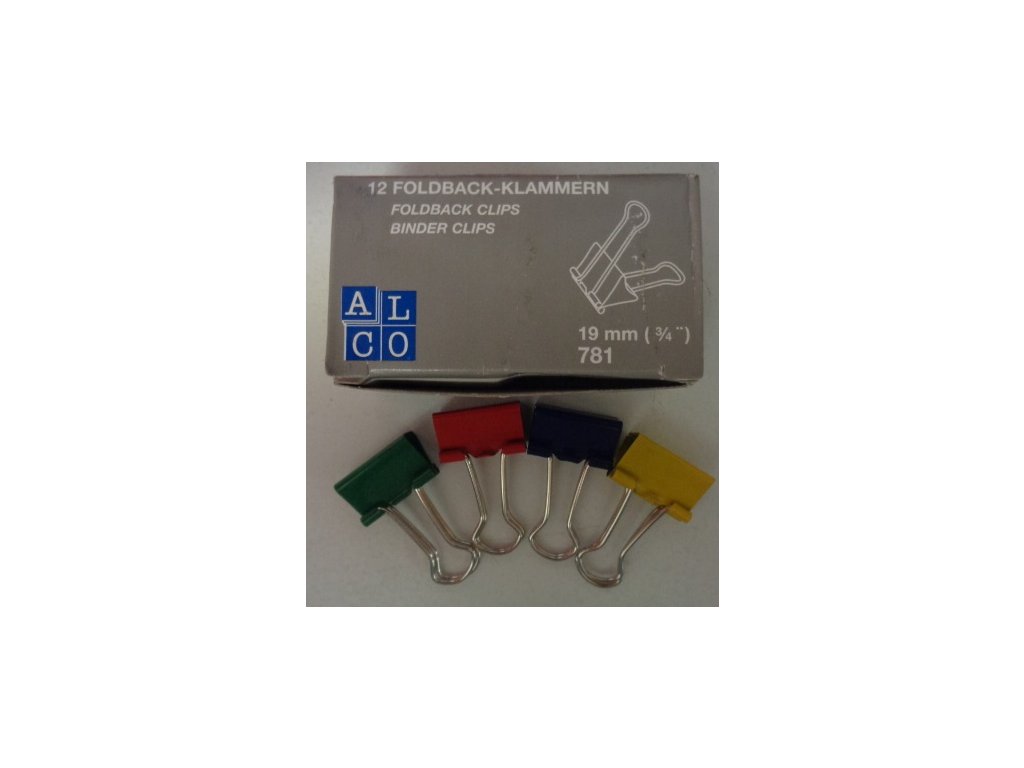 12 FOLDBACK-KLAMMERN
FOLDBACK CLIPS
BINDER CLIPS
AL
CO
19 mm ( ¾ ¨)
781